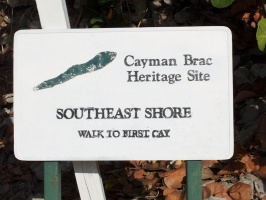 Cayman Brac
Heritage Site
SOUTHEAST SHORE
WALK TO FIRST CAY